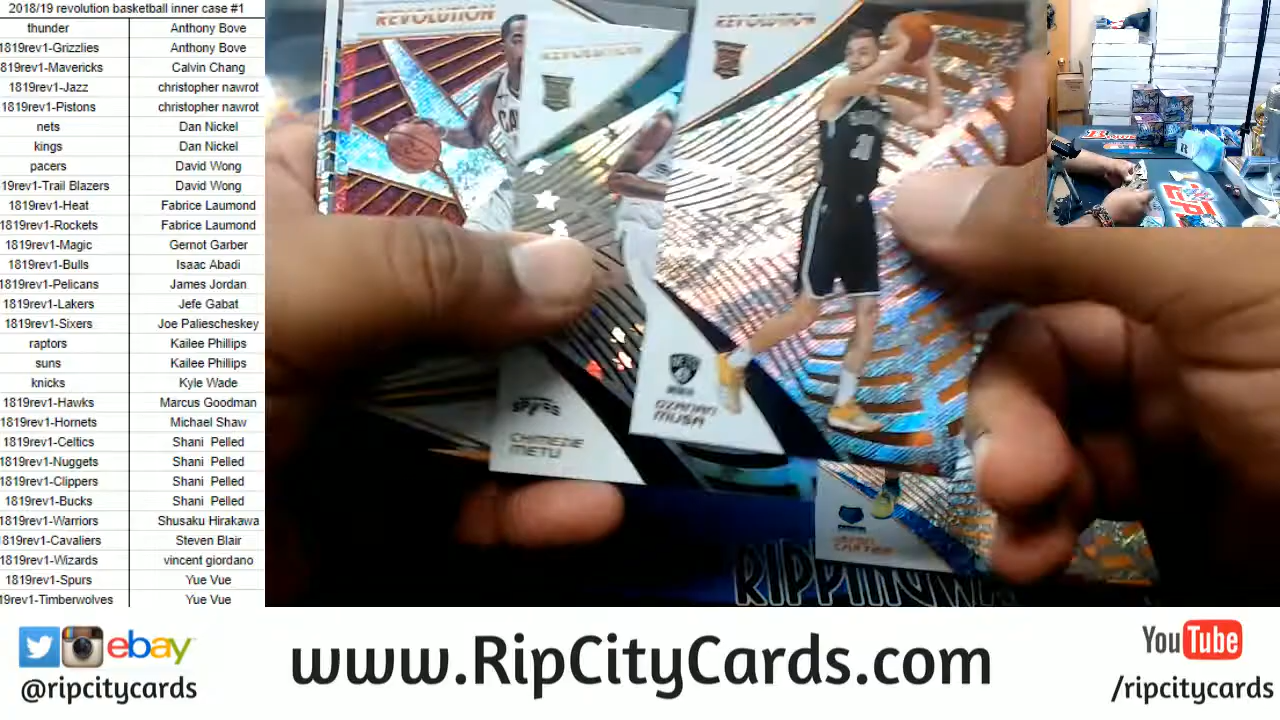 2018/19 revolution basketball inner case #1
thunder Anthony Bove
1819rev1-Grizzlies Anthony Bove
1819rev1-Mavericks Calvin Chang
1819rev1-Jazz christopher nawrot
1819rev1-Pistons christopher nawrot
nets Dan Nickel
kings Dan Nickel
pacers David Wong
19rev1-Trail Blazers David Wong
1819rev1-Heat Fabrice Laumond
1819rev1-Rockets Fabrice Laumond
1819rev1-Magic Gernot Garber
1819rev1-Bulls Isaac Abadi
1819rev1-Pelicans James Jordan
1819rev1-Lakers Jefe Gabat
1819rev1-Sixers Joe Paliescheskey
raptors Kailee Phillips
suns Kailee Phillips
knicks Kyle Wade
1819rev1-Hawks Marcus Goodman
1819rev1-Hornets Michael Shaw
1819rev1-Celtics Shani Pelled
1819rev1-Nuggets Shani Pelled
1819rev1-Clippers Shani Pelled
1819rev1-Bucks Shani Pelled
1819rev1-Warriors Shusaku Hirakawa
1819rev1-Cavaliers Steven Blair
1819rev1-Wizards vincent giordano
1819rev1-Spurs Yue Vue
19rev1-Timberwolves Yue Vue
REVOLUTION
REVOLUTION
REVOLUTION
SPURS
CHIMEZIE
METU
DZANAN
MUSA
CARTER
ebay
@ripcitycards
www.RipCityCards.com
YouTube
/ripcitycards